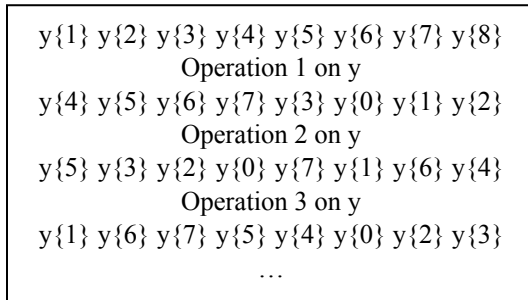 y{1} y{2} y{3} y{4} y{5} y{6} y{7} y{8}
Operation 1 on y
y{4} y{5} y{6} y{7} y{3} y{0} y{1} y{2}
Operation 2 on y
y{5} y{3} y{2} y{0} y{7} y{1} y{6} y{4}
Operation 3 on y
y{1} y{6} y{7} y{5} y{4} y{0} y{2} y{3}
…